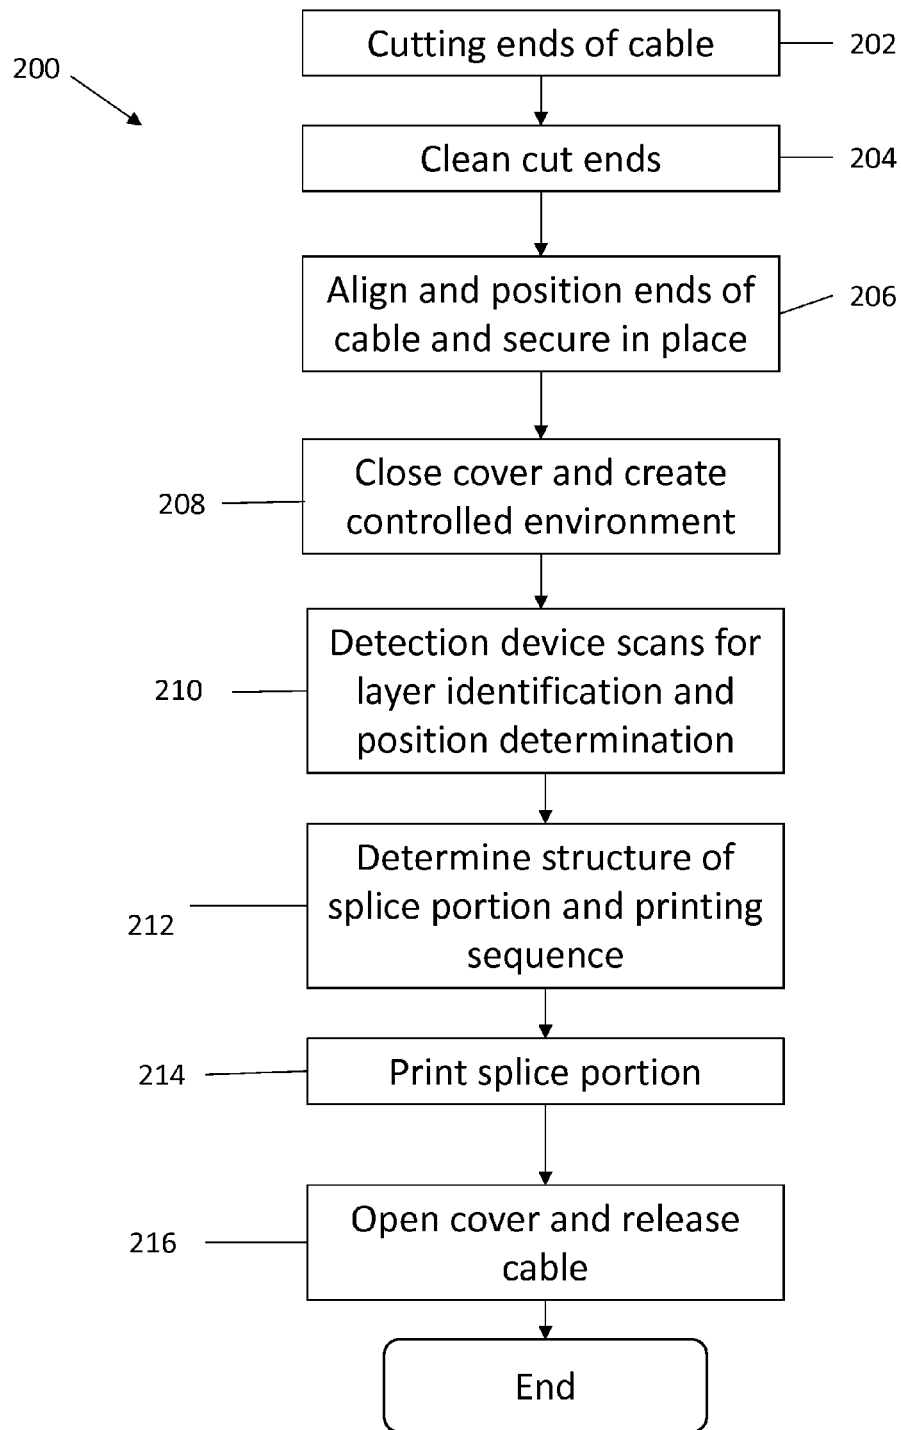 Cutting ends of cable
202
200
Clean cut ends
204
Align and position ends of
cable and secure in place
206
Close cover and create
controlled environment
208
Detection device scans for
layer identification and
position determination
210
Determine structure of
splice portion and printing
sequence
212
Print splice portion
214
Open cover and release
cable
216
End